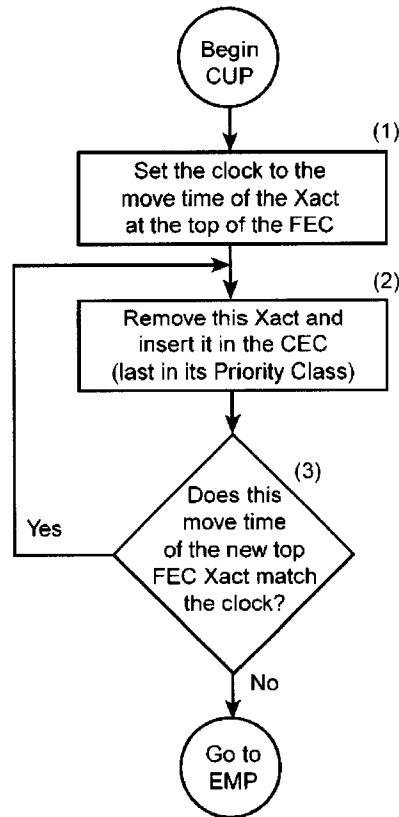 Begin
CUP
(1)
Set the clock to the
move time of the Xact
at the top of the FEC
(2)
Remove this Xact and
insert it in the CEC
(last in its Priority Class)
(3)
Does this
move time
of the new top
FEC Xact match
the clock?
Yes
No
Go to
EMP